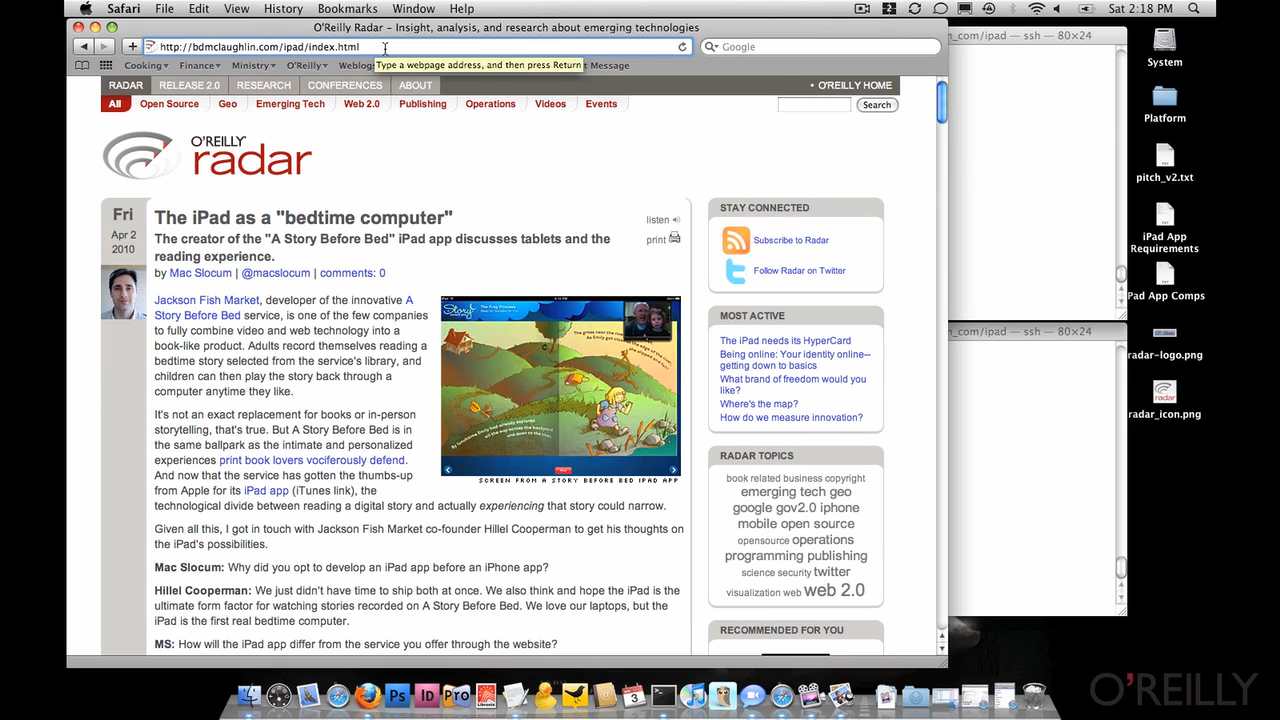 Safari File Edit View History Bookmarks Window Help Sat 2:18 PM
O'Reilly Radar – Insight, analysis, and research about emerging technologies
http://bdmclaughlin.com/ipad/index.html
Google
Cooking Finance Ministry O'Reilly Weblog Message
Type a webpage address, and then press Return
RADAR RELEASE 2.0 RESEARCH CONFERENCES ABOUT • O'REILLY HOME
All Open Source Geo Emerging Tech Web 2.0 Publishing Operations Videos Events Search
O'REILLY
radar
Fri
Apr 2
2010
The iPad as a "bedtime computer"
listen
The creator of the "A Story Before Bed" iPad app discusses tablets and the
print
reading experience.
by Mac Slocum | @macslocum | comments: 0
Jackson Fish Market, developer of the innovative A
Story Before Bed service, is one of the few companies
to fully combine video and web technology into a
book-like product. Adults record themselves reading a
bedtime story selected from the service's library, and
children can then play the story back through a
computer anytime they like.
It's not an exact replacement for books or in-person
storytelling, that's true. But A Story Before Bed is in
the same ballpark as the intimate and personalized
experiences print book lovers vociferously defend.
And now that the service has gotten the thumbs-up
from Apple for its iPad app (iTunes link), the
technological divide between reading a digital story and actually experiencing that story could narrow.
SCREEN FROM A STORY BEFORE BED IPAD APP
Given all this, I got in touch with Jackson Fish Market co-founder Hillel Cooperman to get his thoughts on
the iPad's possibilities.
Mac Slocum: Why did you opt to develop an iPad app before an iPhone app?
Hillel Cooperman: We just didn't have time to ship both at once. We also think and hope the iPad is the
ultimate form factor for watching stories recorded on A Story Before Bed. We love our laptops, but the
iPad is the first real bedtime computer.
MS: How will the iPad app differ from the service you offer through the website?
STAY CONNECTED
Subscribe to Radar
Follow Radar on Twitter
MOST ACTIVE
The iPad needs its HyperCard
Being online: Your identity online—
getting down to basics
What brand of freedom would you
like?
Where's the map?
How do we measure innovation?
RADAR TOPICS
book related business copyright
emerging tech geo
google gov2.0 iphone
mobile open source
opensource operations
programming publishing
science security twitter
visualization web web 2.0
RECOMMENDED FOR YOU
com/ipad — ssh — 80×24
n_com/ipad — ssh — 80×24
System
Platform
pitch_v2.txt
iPad App
Requirements
Pad App Comps
radar-logo.png
radar_icon.png
Ps ID Pro 3
O'REILLY